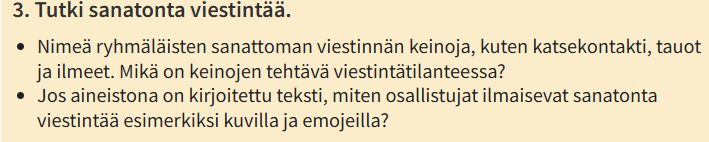 3. Tutki sanatonta viestintää.
• Nimeä ryhmäläisten sanattoman viestinnän keinoja, kuten katsekontakti, tauot
ja ilmeet. Mikä on keinojen tehtävä viestintätilanteessa?
• Jos aineistona on kirjoitettu teksti, miten osallistujat ilmaisevat sanatonta
viestintää esimerkiksi kuvilla ja emojeilla?